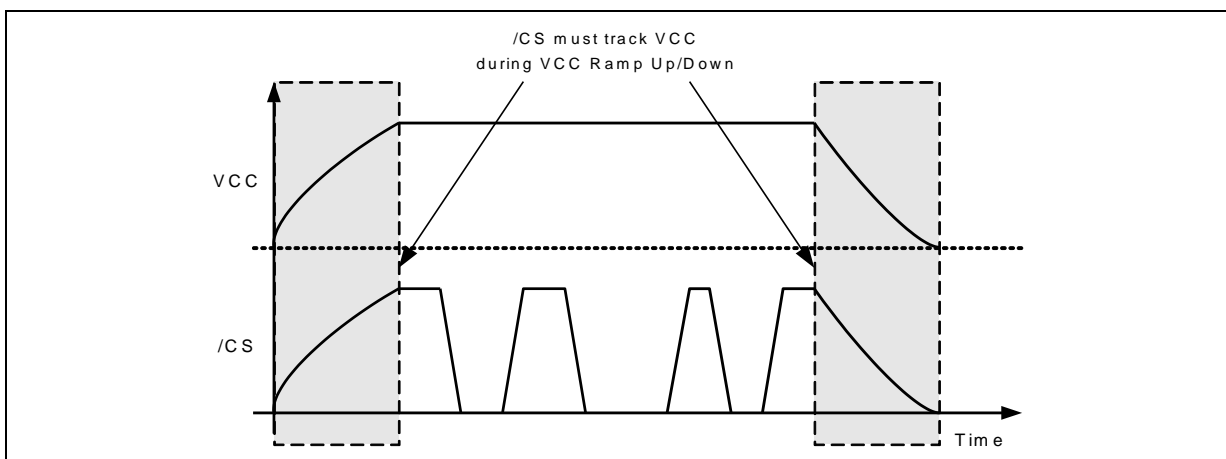 /CS must track VCC
during VCC Ramp Up/Down
VCC
/CS
Time